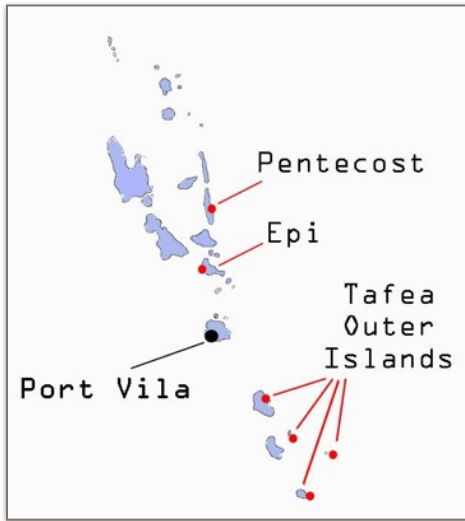 Pentecost
Epi
Tafea
Outer
Islands
Port Vila